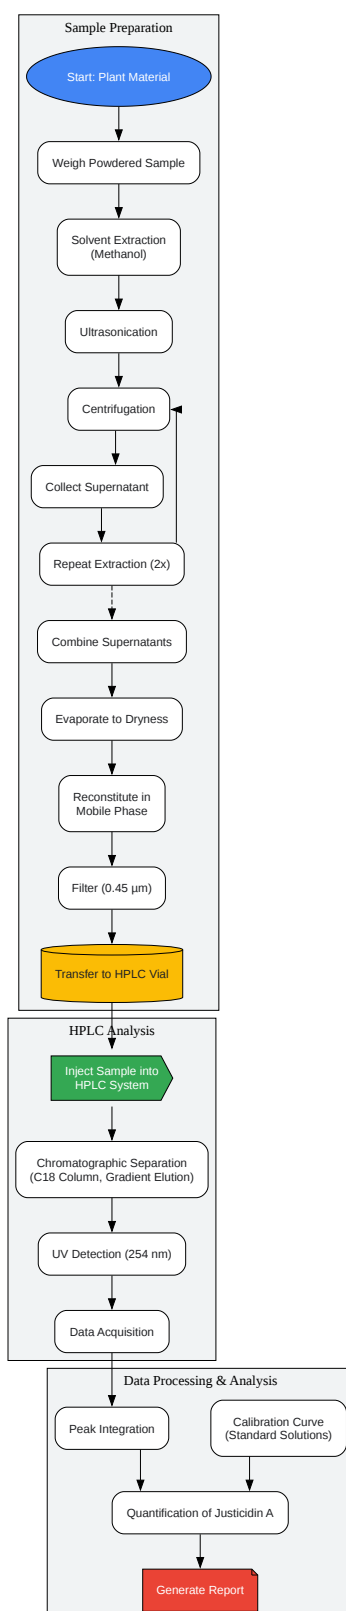 Sample Preparation
Start: Plant Material
Weigh Powdered Sample
Solvent Extraction
(Methanol)
Ultrasonication
Centrifugation
Collect Supernatant
Repeat Extraction (2x)
Combine Supernatants
Evaporate to Dryness
Reconstitute in
Mobile Phase
Filter (0.45 µm)
Transfer to HPLC Vial
HPLC Analysis
Inject Sample into
HPLC System
Chromatographic Separation
(C18 Column, Gradient Elution)
UV Detection (254 nm)
Data Acquisition
Data Processing & Analysis
Peak Integration
Calibration Curve
(Standard Solutions)
Quantification of Justicidin A
Generate Report